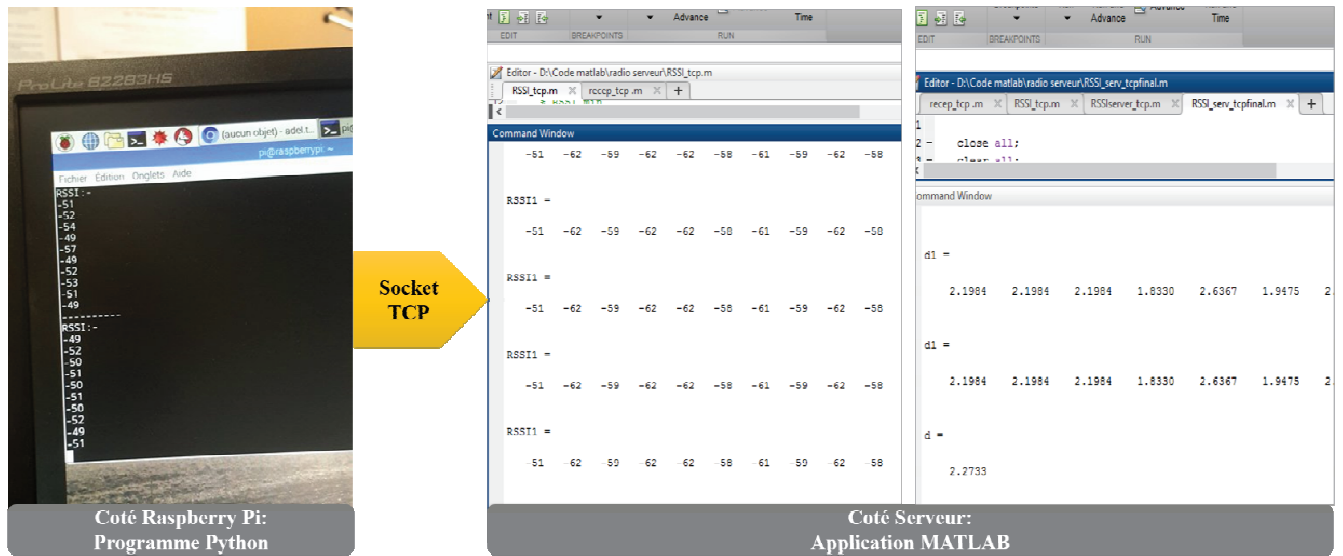 ProLite B2283HS
(aucun objet) - adel.t...
pi@raspberrypi: ~
Fichier Édition Onglets Aide
RSSI:-
-51
-52
-54
-49
-57
-49
-52
-53
-51
-49
-----------
RSSI:-
-49
-52
-50
-51
-50
-51
-50
-52
-49
-51
Coté Raspberry Pi:
Programme Python
Socket
TCP
Advance
Time
EDIT
BREAKPOINTS
RUN
Editor - D:\Code matlab\radio serveur\RSSI_tcp.m
RSSI_tcp.m
recep_tcp .m
Command Window
-51 -62 -59 -62 -62 -58 -61 -59 -62 -58
RSSI1 =
-51 -62 -59 -62 -62 -58 -61 -59 -62 -58
RSSI1 =
-51 -62 -59 -62 -62 -58 -61 -59 -62 -58
RSSI1 =
-51 -62 -59 -62 -62 -58 -61 -59 -62 -58
RSSI1 =
-51 -62 -59 -62 -62 -58 -61 -59 -62 -58
Advance
Time
EDIT
BREAKPOINTS
RUN
Editor - D:\Code matlab\radio serveur\RSSI_serv_tcpfinal.m
recep_tcp .m
RSSI_tcp.m
RSSIserver_tcp.m
RSSI_serv_tcpfinal.m
1
2 - close all;
ommand Window
d1 =
2.1984 2.1984 2.1984 1.8330 2.6367 1.9475 2.
d1 =
2.1984 2.1984 2.1984 1.8330 2.6367 1.9475 2.
d =
2.2733
Coté Serveur:
Application MATLAB